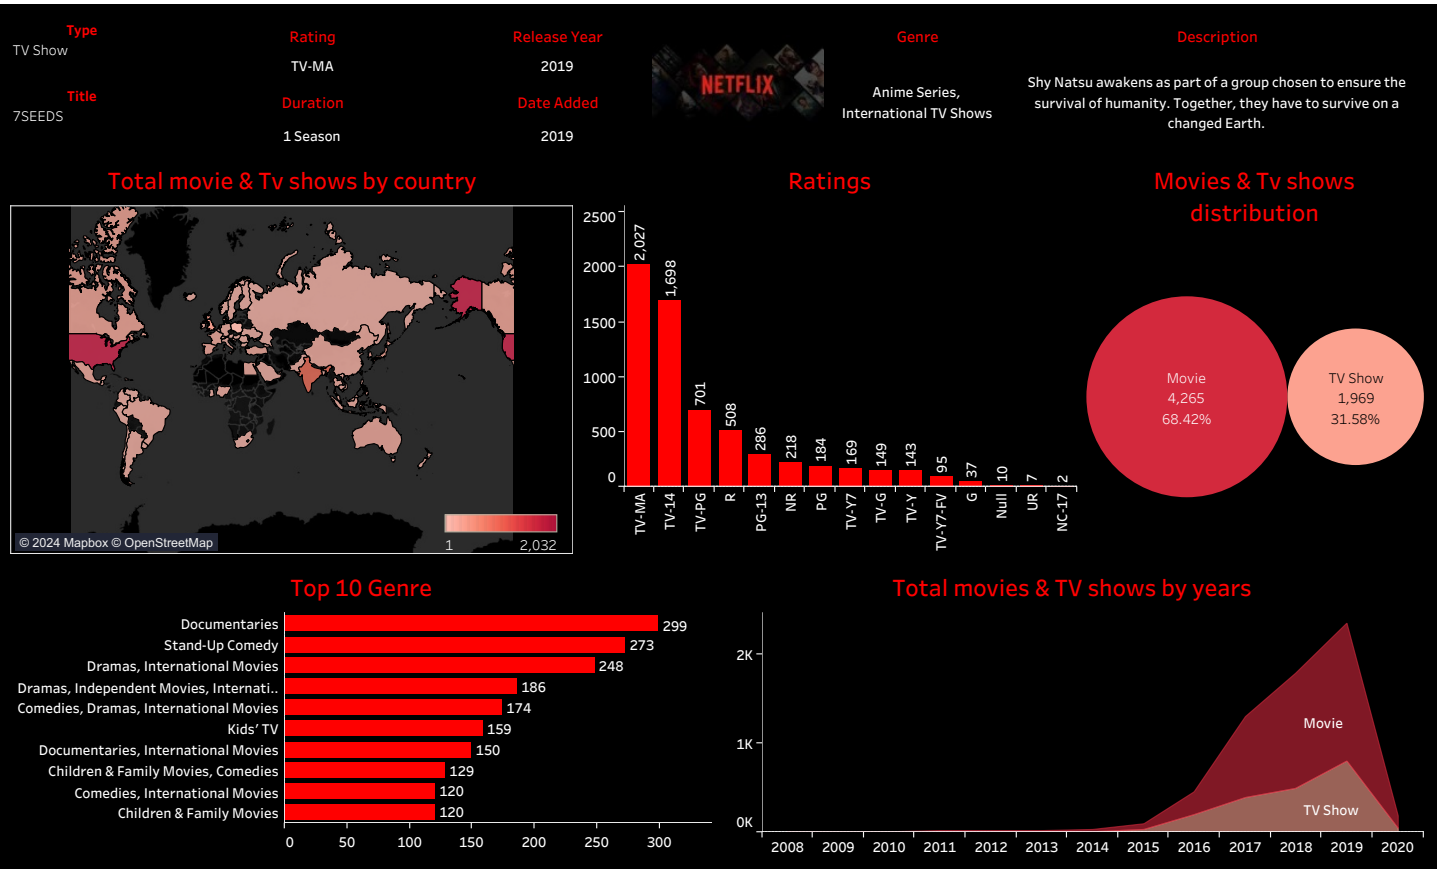 Type
TV Show
Title
7SEEDS
Rating
TV-MA
Duration
1 Season
Release Year
2019
Date Added
2019
NETFLIX
Genre
Anime Series,
International TV Shows
Description
Shy Natsu awakens as part of a group chosen to ensure the
survival of humanity. Together, they have to survive on a
changed Earth.
Total movie & Tv shows by country
© 2024 Mapbox © OpenStreetMap
1
2,032
Ratings
2500
2000
1500
1000
500
0
2,027
1,698
701
508
286
218
184
169
149
143
95
37
10
7
2
TV-MA
TV-14
TV-PG
R
PG-13
NR
PG
TV-Y7
TV-G
TV-Y
TV-Y7-FV
G
Null
UR
NC-17
Movies & Tv shows
distribution
Movie
4,265
68.42%
TV Show
1,969
31.58%
Top 10 Genre
Documentaries 299
Stand-Up Comedy 273
Dramas, International Movies 248
Dramas, Independent Movies, Internati.. 186
Comedies, Dramas, International Movies 174
Kids' TV 159
Documentaries, International Movies 150
Children & Family Movies, Comedies 129
Comedies, International Movies 120
Children & Family Movies 120
0 50 100 150 200 250 300
Total movies & TV shows by years
2K
1K
0K
Movie
TV Show
2008 2009 2010 2011 2012 2013 2014 2015 2016 2017 2018 2019 2020